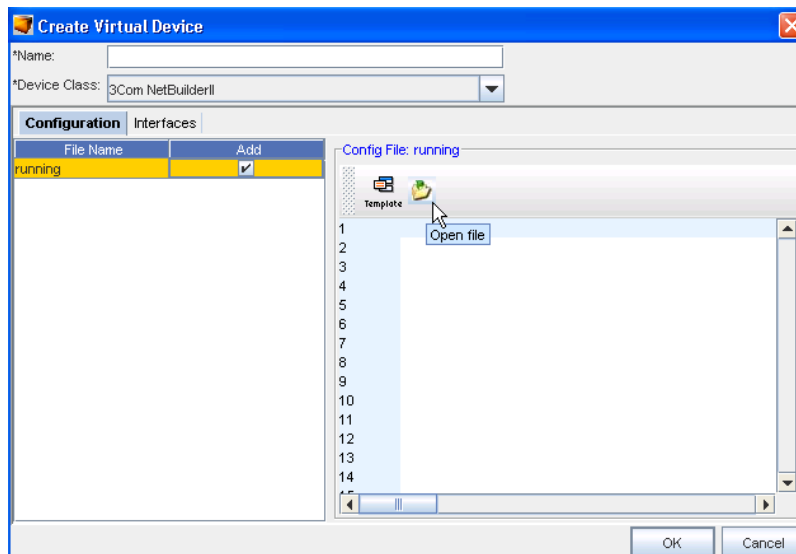 Create Virtual Device
*Name:
*Device Class: 3Com NetBuilderII
Configuration Interfaces
File Name Add
running
Config File: running
Template
Open file
1
2
3
4
5
6
7
8
9
10
11
12
13
14
15
OK Cancel